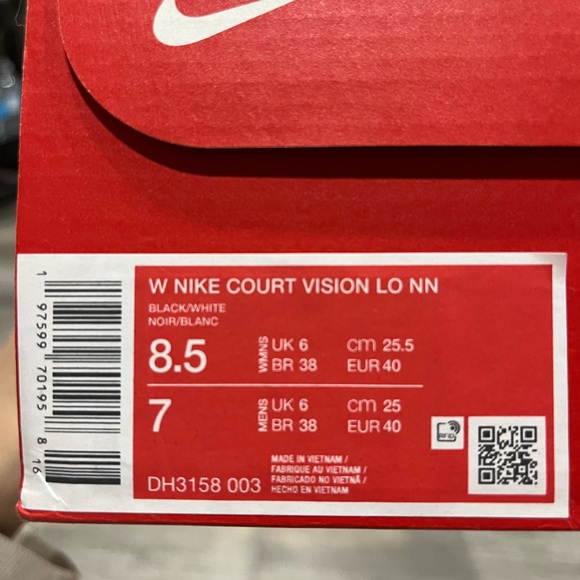 W NIKE COURT VISION LO NN
BLACK/WHITE
NOIR/BLANC
8.5 WMNS UK 6 cm 25.5
BR 38 EUR 40
7 MENS UK 6 cm 25
BR 38 EUR 40
MADE IN VIETNAM /
FABRIQUE AU VIETNAM /
FABRICADO NO VIETNÃ /
HECHO EN VIETNAM
DH3158 003
RFID
1 97599 70195 8 16